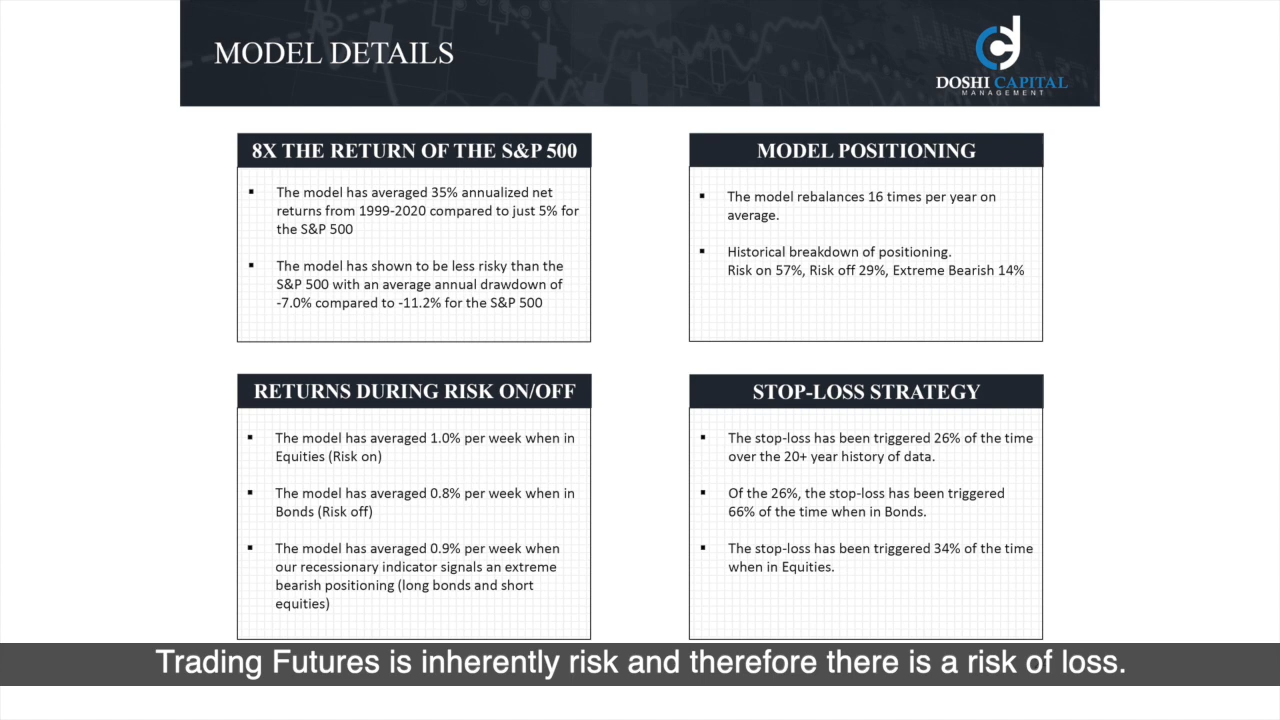 MODEL DETAILS
DOSHI CAPITAL
MANAGEMENT
8X THE RETURN OF THE S&P 500
▪ The model has averaged 35% annualized net
returns from 1999-2020 compared to just 5% for
the S&P 500
▪ The model has shown to be less risky than the
S&P 500 with an average annual drawdown of
-7.0% compared to -11.2% for the S&P 500
MODEL POSITIONING
▪ The model rebalances 16 times per year on
average.
▪ Historical breakdown of positioning.
Risk on 57%, Risk off 29%, Extreme Bearish 14%
RETURNS DURING RISK ON/OFF
▪ The model has averaged 1.0% per week when in
Equities (Risk on)
▪ The model has averaged 0.8% per week when in
Bonds (Risk off)
▪ The model has averaged 0.9% per week when
our recessionary indicator signals an extreme
bearish positioning (long bonds and short
equities)
STOP-LOSS STRATEGY
▪ The stop-loss has been triggered 26% of the time
over the 20+ year history of data.
▪ Of the 26%, the stop-loss has been triggered
66% of the time when in Bonds.
▪ The stop-loss has been triggered 34% of the time
when in Equities.
Trading Futures is inherently risk and therefore there is a risk of loss.